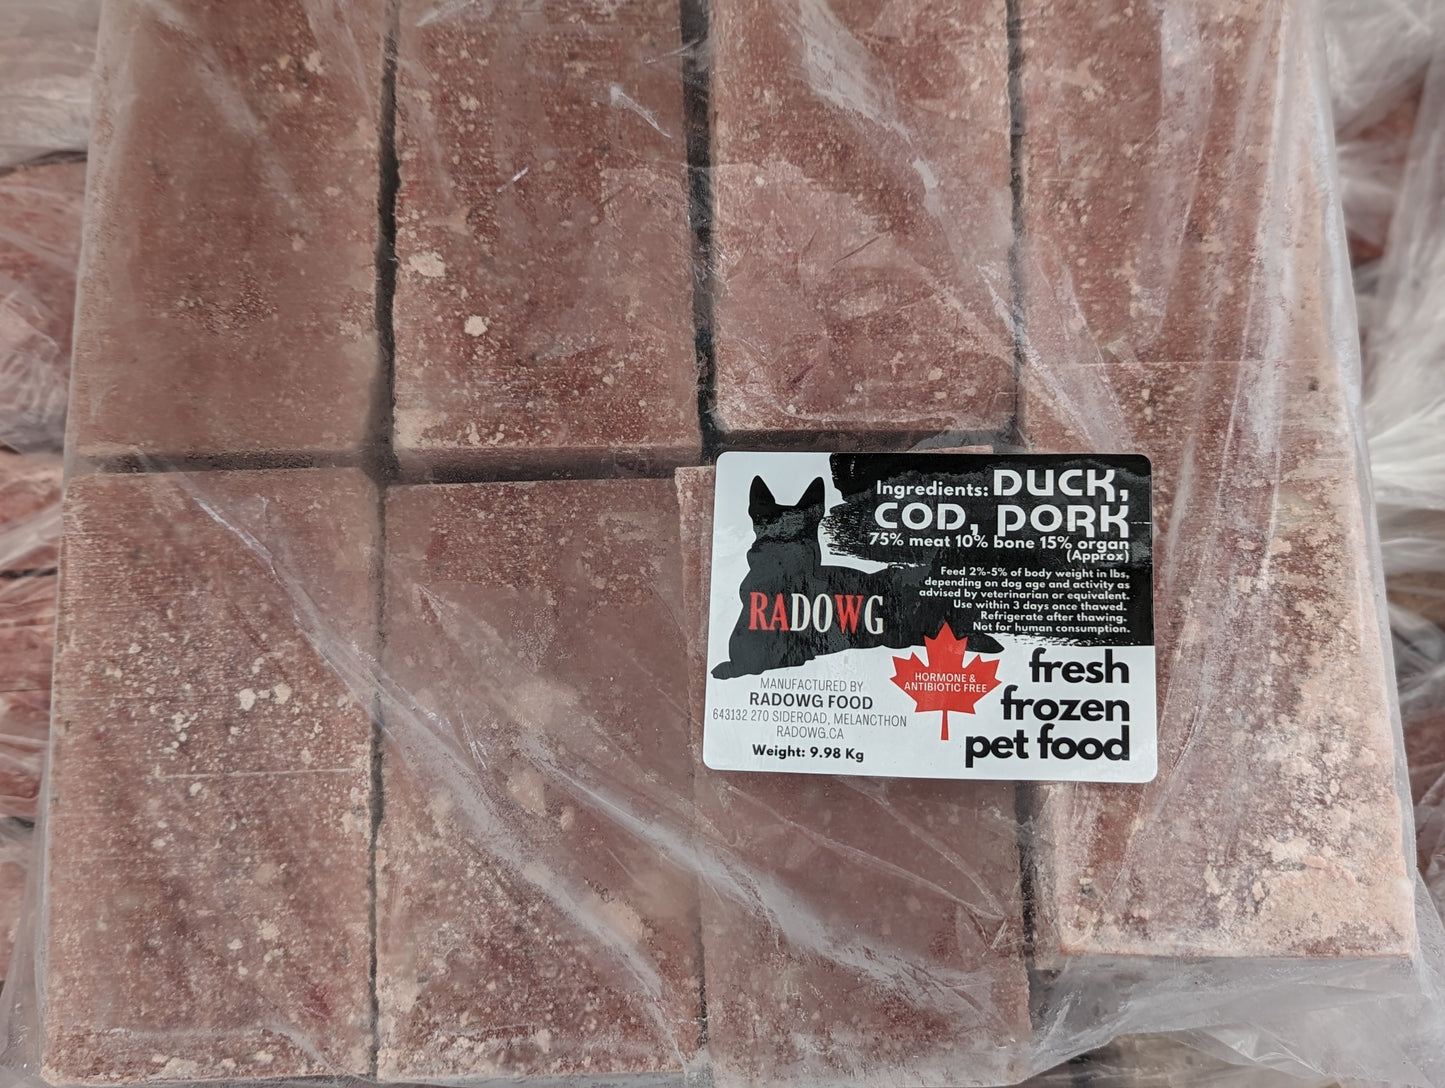 Ingredients: DUCK,
COD, PORK
75% meat 10% bone 15% organ
(Approx)
Feed 2%-5% of body weight in lbs,
depending on dog age and activity as
advised by veterinarian or equivalent.
Use within 3 days once thawed.
Refrigerate after thawing.
Not for human consumption.
RADOWG
HORMONE &
ANTIBIOTIC FREE
MANUFACTURED BY
RADOWG FOOD
643132 270 SIDEROAD, MELANCTHON
RADOWG.CA
Weight: 9.98 Kg
fresh
frozen
pet food